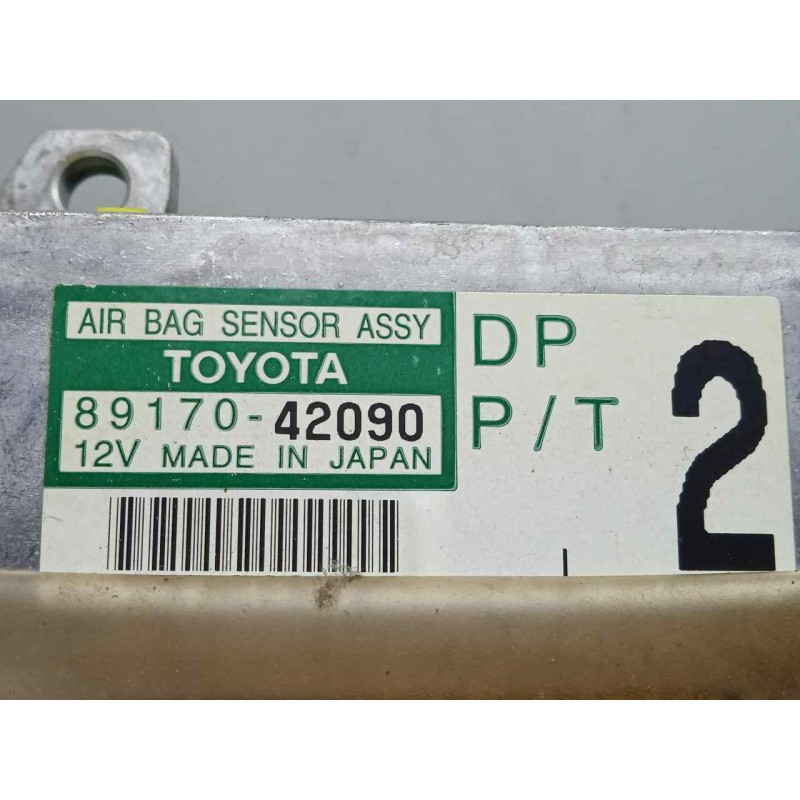 AIR BAG SENSOR ASSY
TOYOTA
89170-42090
12V MADE IN JAPAN
DP
P/T
2